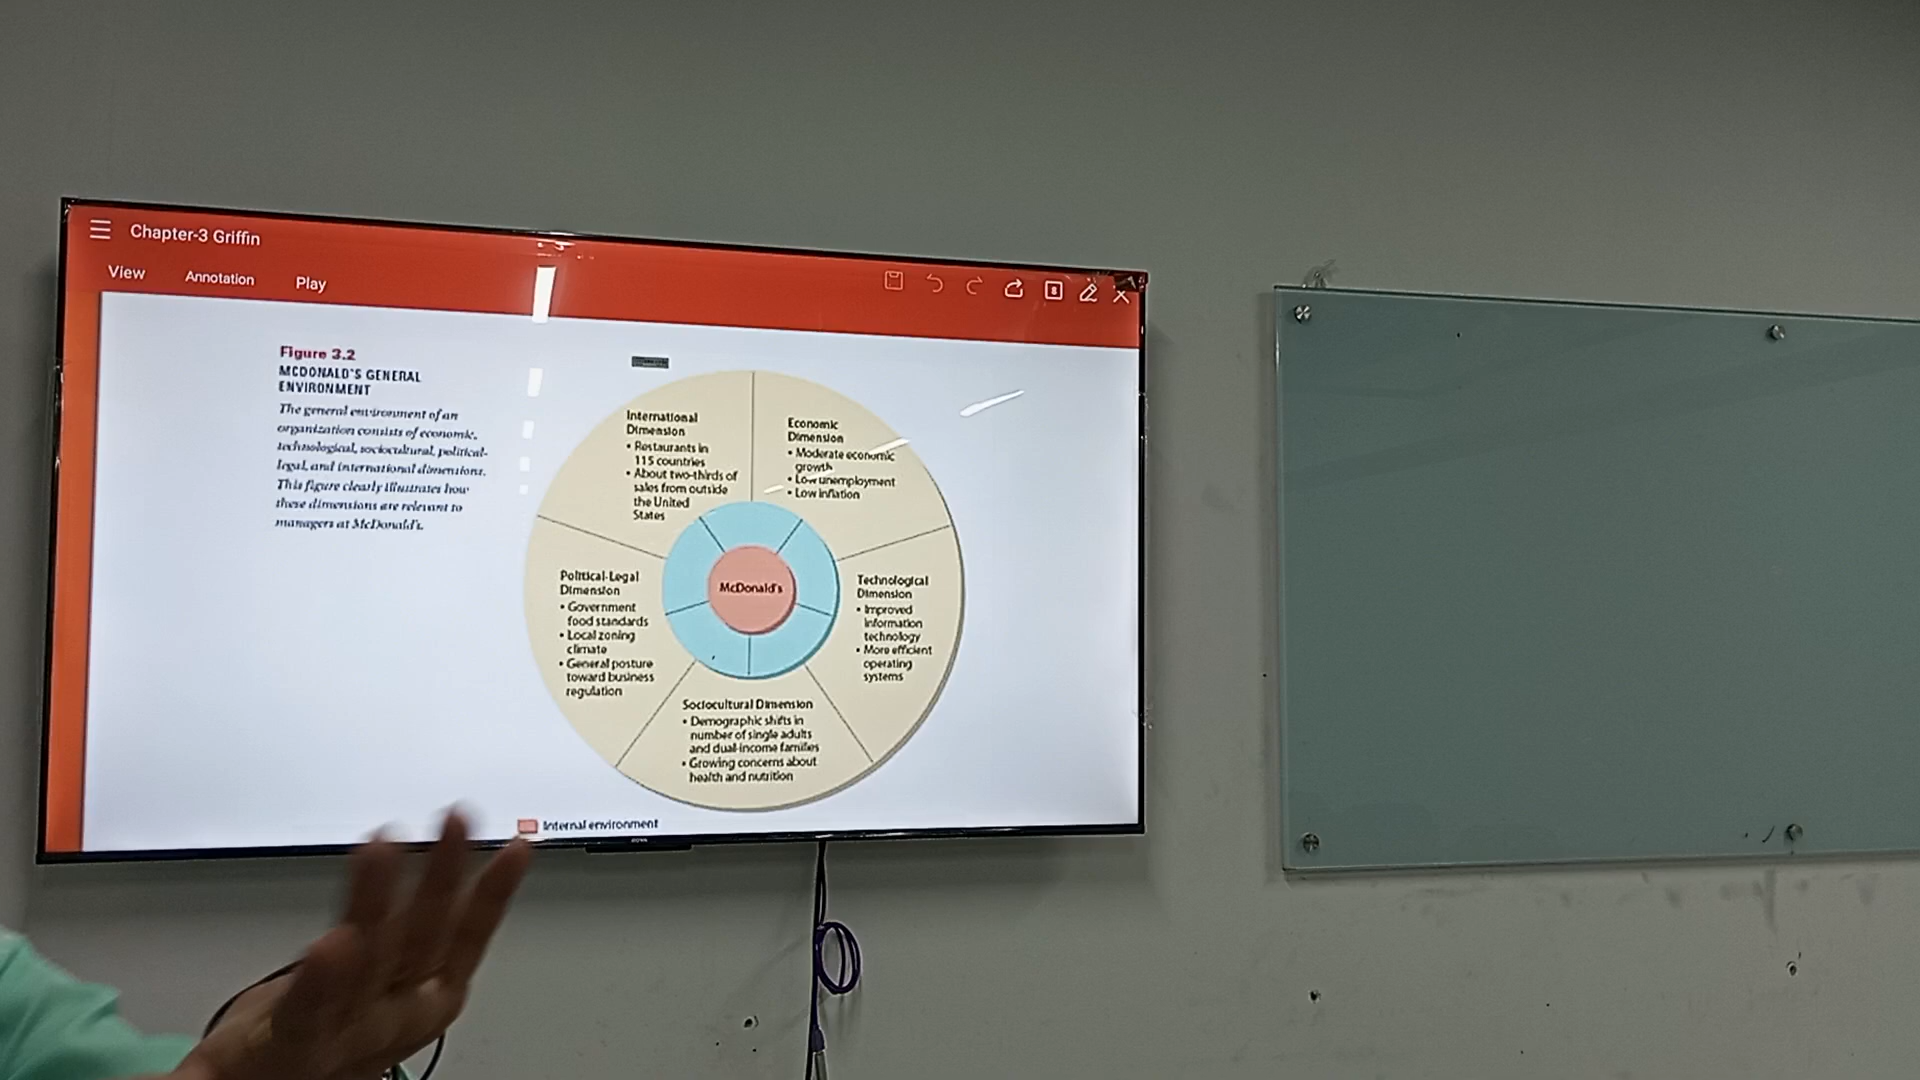 Chapter-3 Griffin
View Annotation Play
Figure 3.2
MCDONALD'S GENERAL
ENVIRONMENT
The general environment of an
organization consists of economic,
technological, sociocultural, political-
legal, and international dimensions.
This figure clearly illustrates how
these dimensions are relevant to
managers at McDonald's.
International
Dimension
• Restaurants in
115 countries
• About two-thirds of
sales from outside
the United
States
Economic
Dimension
• Moderate economic
growth
• Low unemployment
• Low inflation
Political-Legal
Dimension
• Government
food standards
• Local zoning
climate
• General posture
toward business
regulation
McDonald's
Technological
Dimension
• Improved
information
technology
• More efficient
operating
systems
Sociocultural Dimension
• Demographic shifts in
number of single adults
and dual-income families
• Growing concerns about
health and nutrition
Internal environment